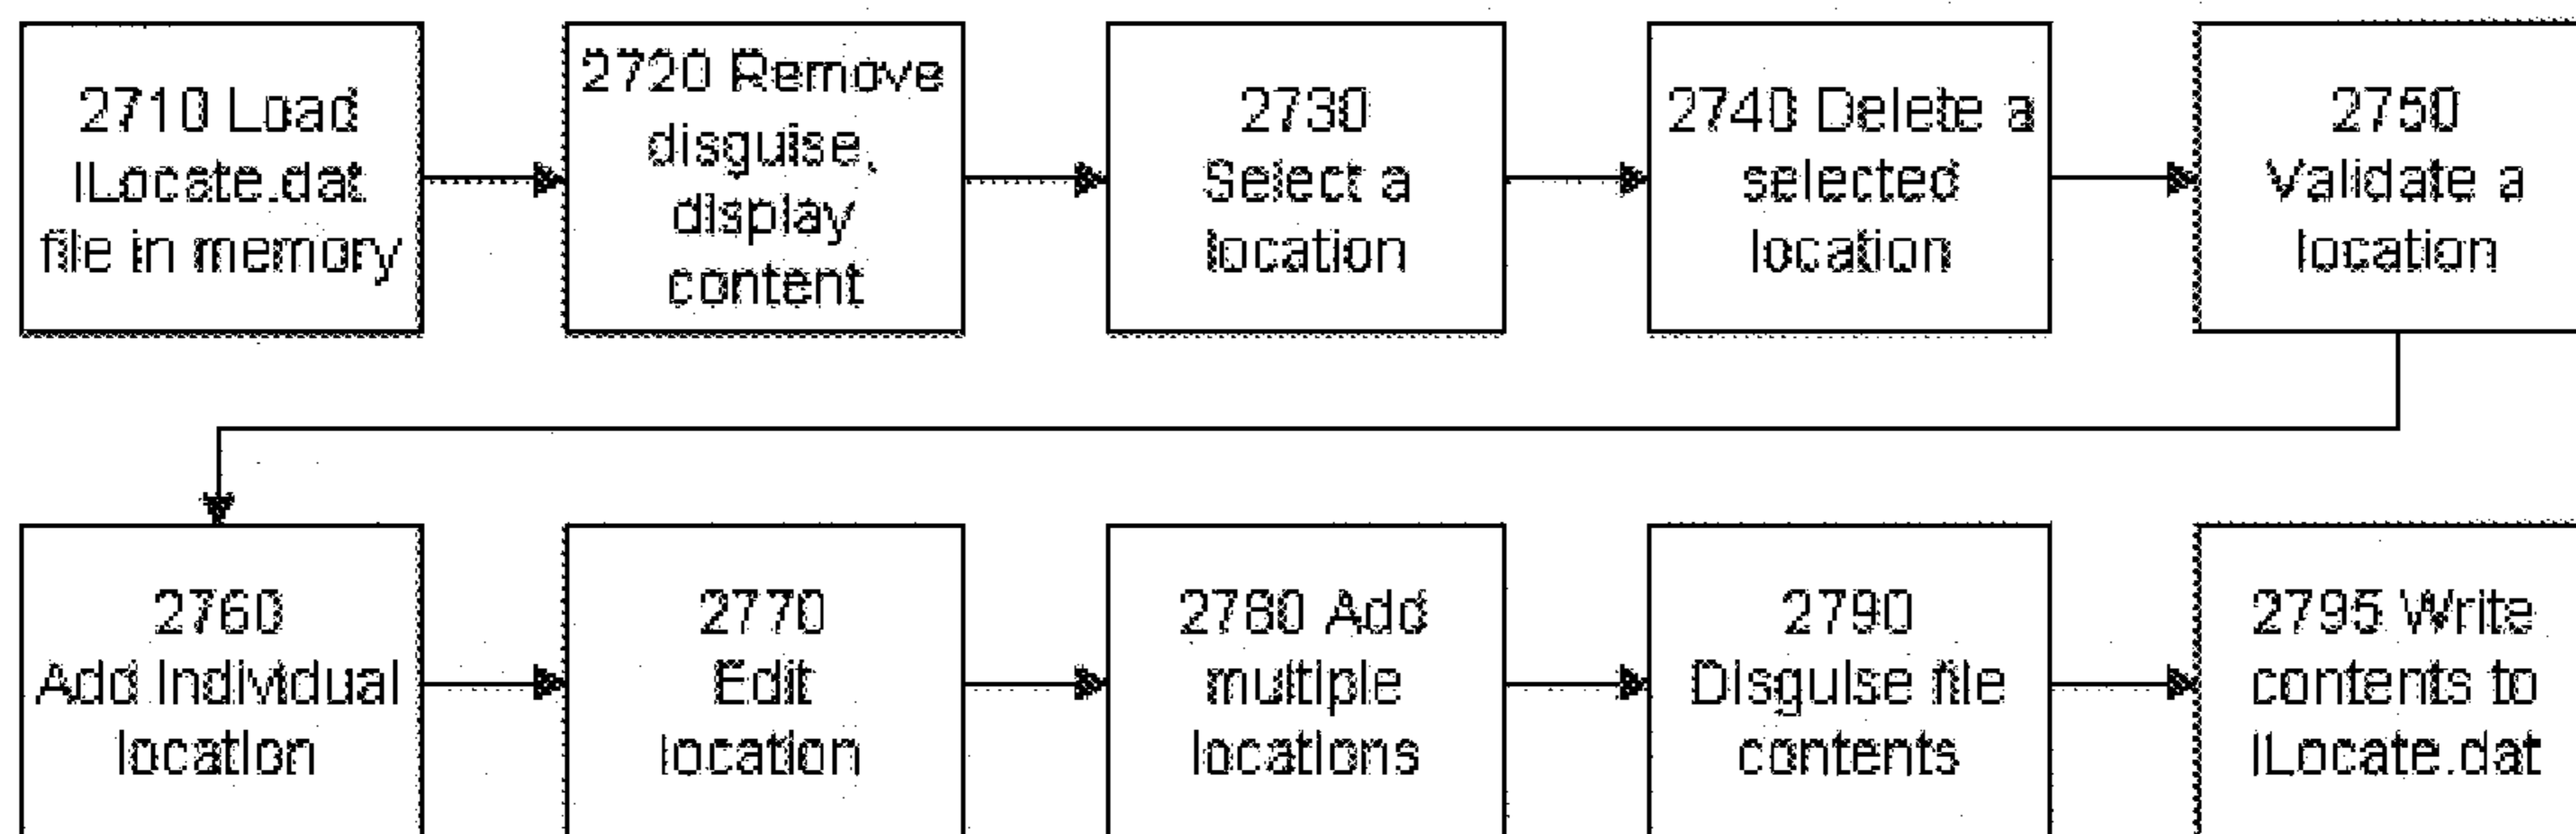 2710 Load
ILocate.dat
file in memory
2720 Remove
disguise,
display
content
2730
Select a
location
2740 Delete a
selected
location
2750
Validate a
location
2760
Add Individual
location
2770
Edit
location
2780 Add
multiple
locations
2790
Disguise file
contents
2795 Write
contents to
ILocate.dat